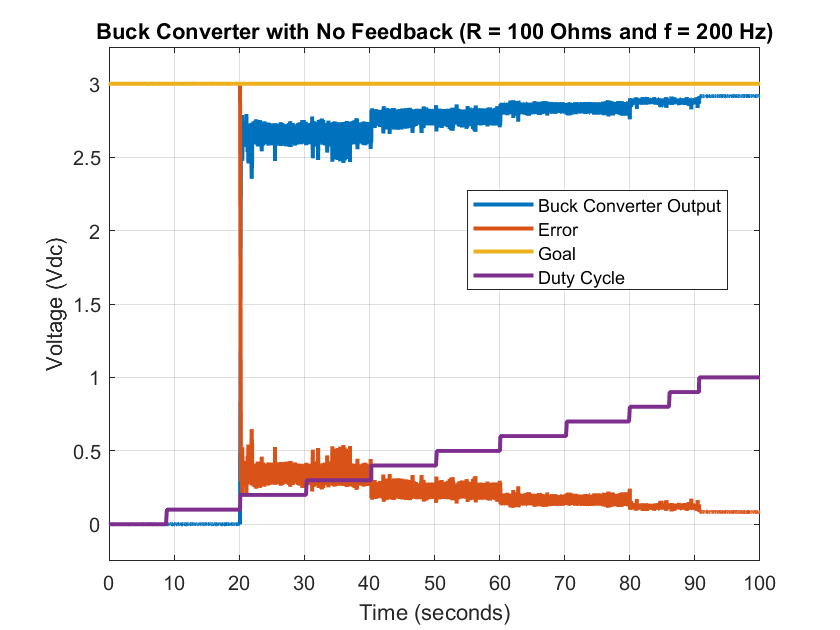 Buck Converter with No Feedback (R = 100 Ohms and f = 200 Hz)
3
2.5
2
1.5
1
0.5
0
Voltage (Vdc)
Buck Converter Output
Error
Goal
Duty Cycle
0 10 20 30 40 50 60 70 80 90 100
Time (seconds)